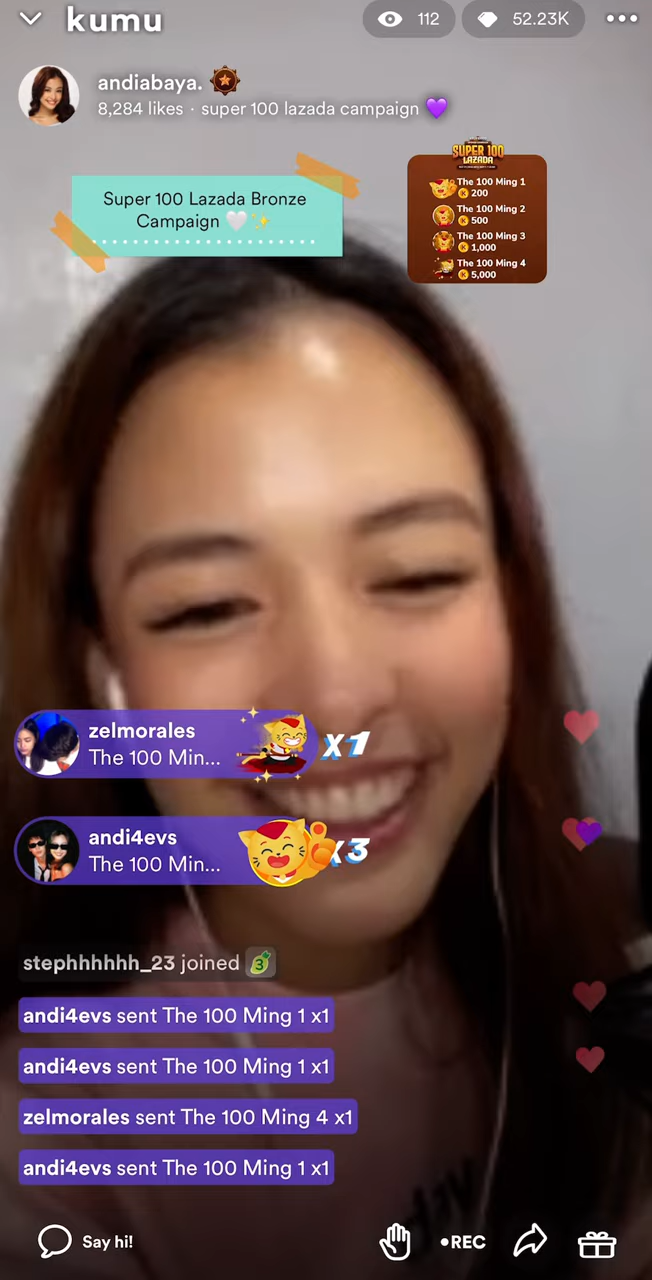 kumu
112
52.23K
andiabaya.
8,284 likes · super 100 lazada campaign 💜
Super 100 Lazada Bronze
Campaign 🤍✨
SUPER 100
LAZADA
The 100 Ming 1
200
The 100 Ming 2
500
The 100 Ming 3
1,000
The 100 Ming 4
5,000
zelmorales
The 100 Min...
X1
andi4evs
The 100 Min...
X3
stephhhhhh_23 joined 3
andi4evs sent The 100 Ming 1 x1
andi4evs sent The 100 Ming 1 x1
zelmorales sent The 100 Ming 4 x1
andi4evs sent The 100 Ming 1 x1
Say hi!
•REC